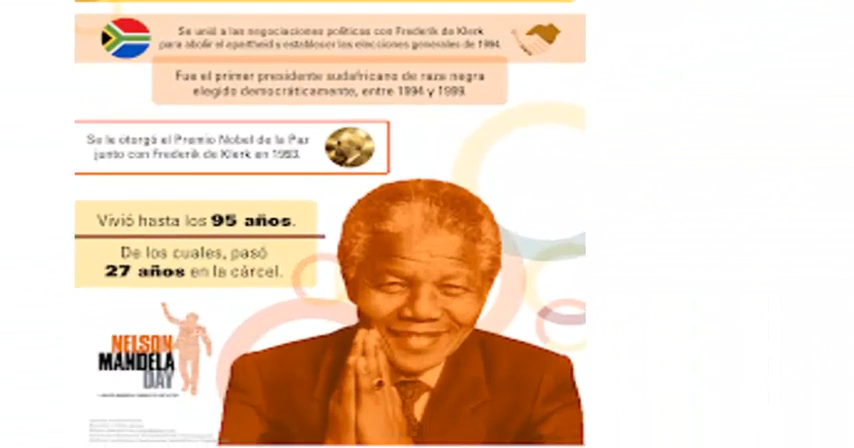 Se unió a las negociaciones políticas con Frederik de Klerk
para abolir el apartheid y establecer las elecciones generales de 1994.
Fue el primer presidente sudafricano de raza negra
elegido democráticamente, entre 1994 y 1999.
Se le otorgó el Premio Nobel de la Paz
junto con Frederik de Klerk en 1993.
Vivió hasta los 95 años.
De los cuales, pasó
27 años en la cárcel.
NELSON
MANDELA
DAY